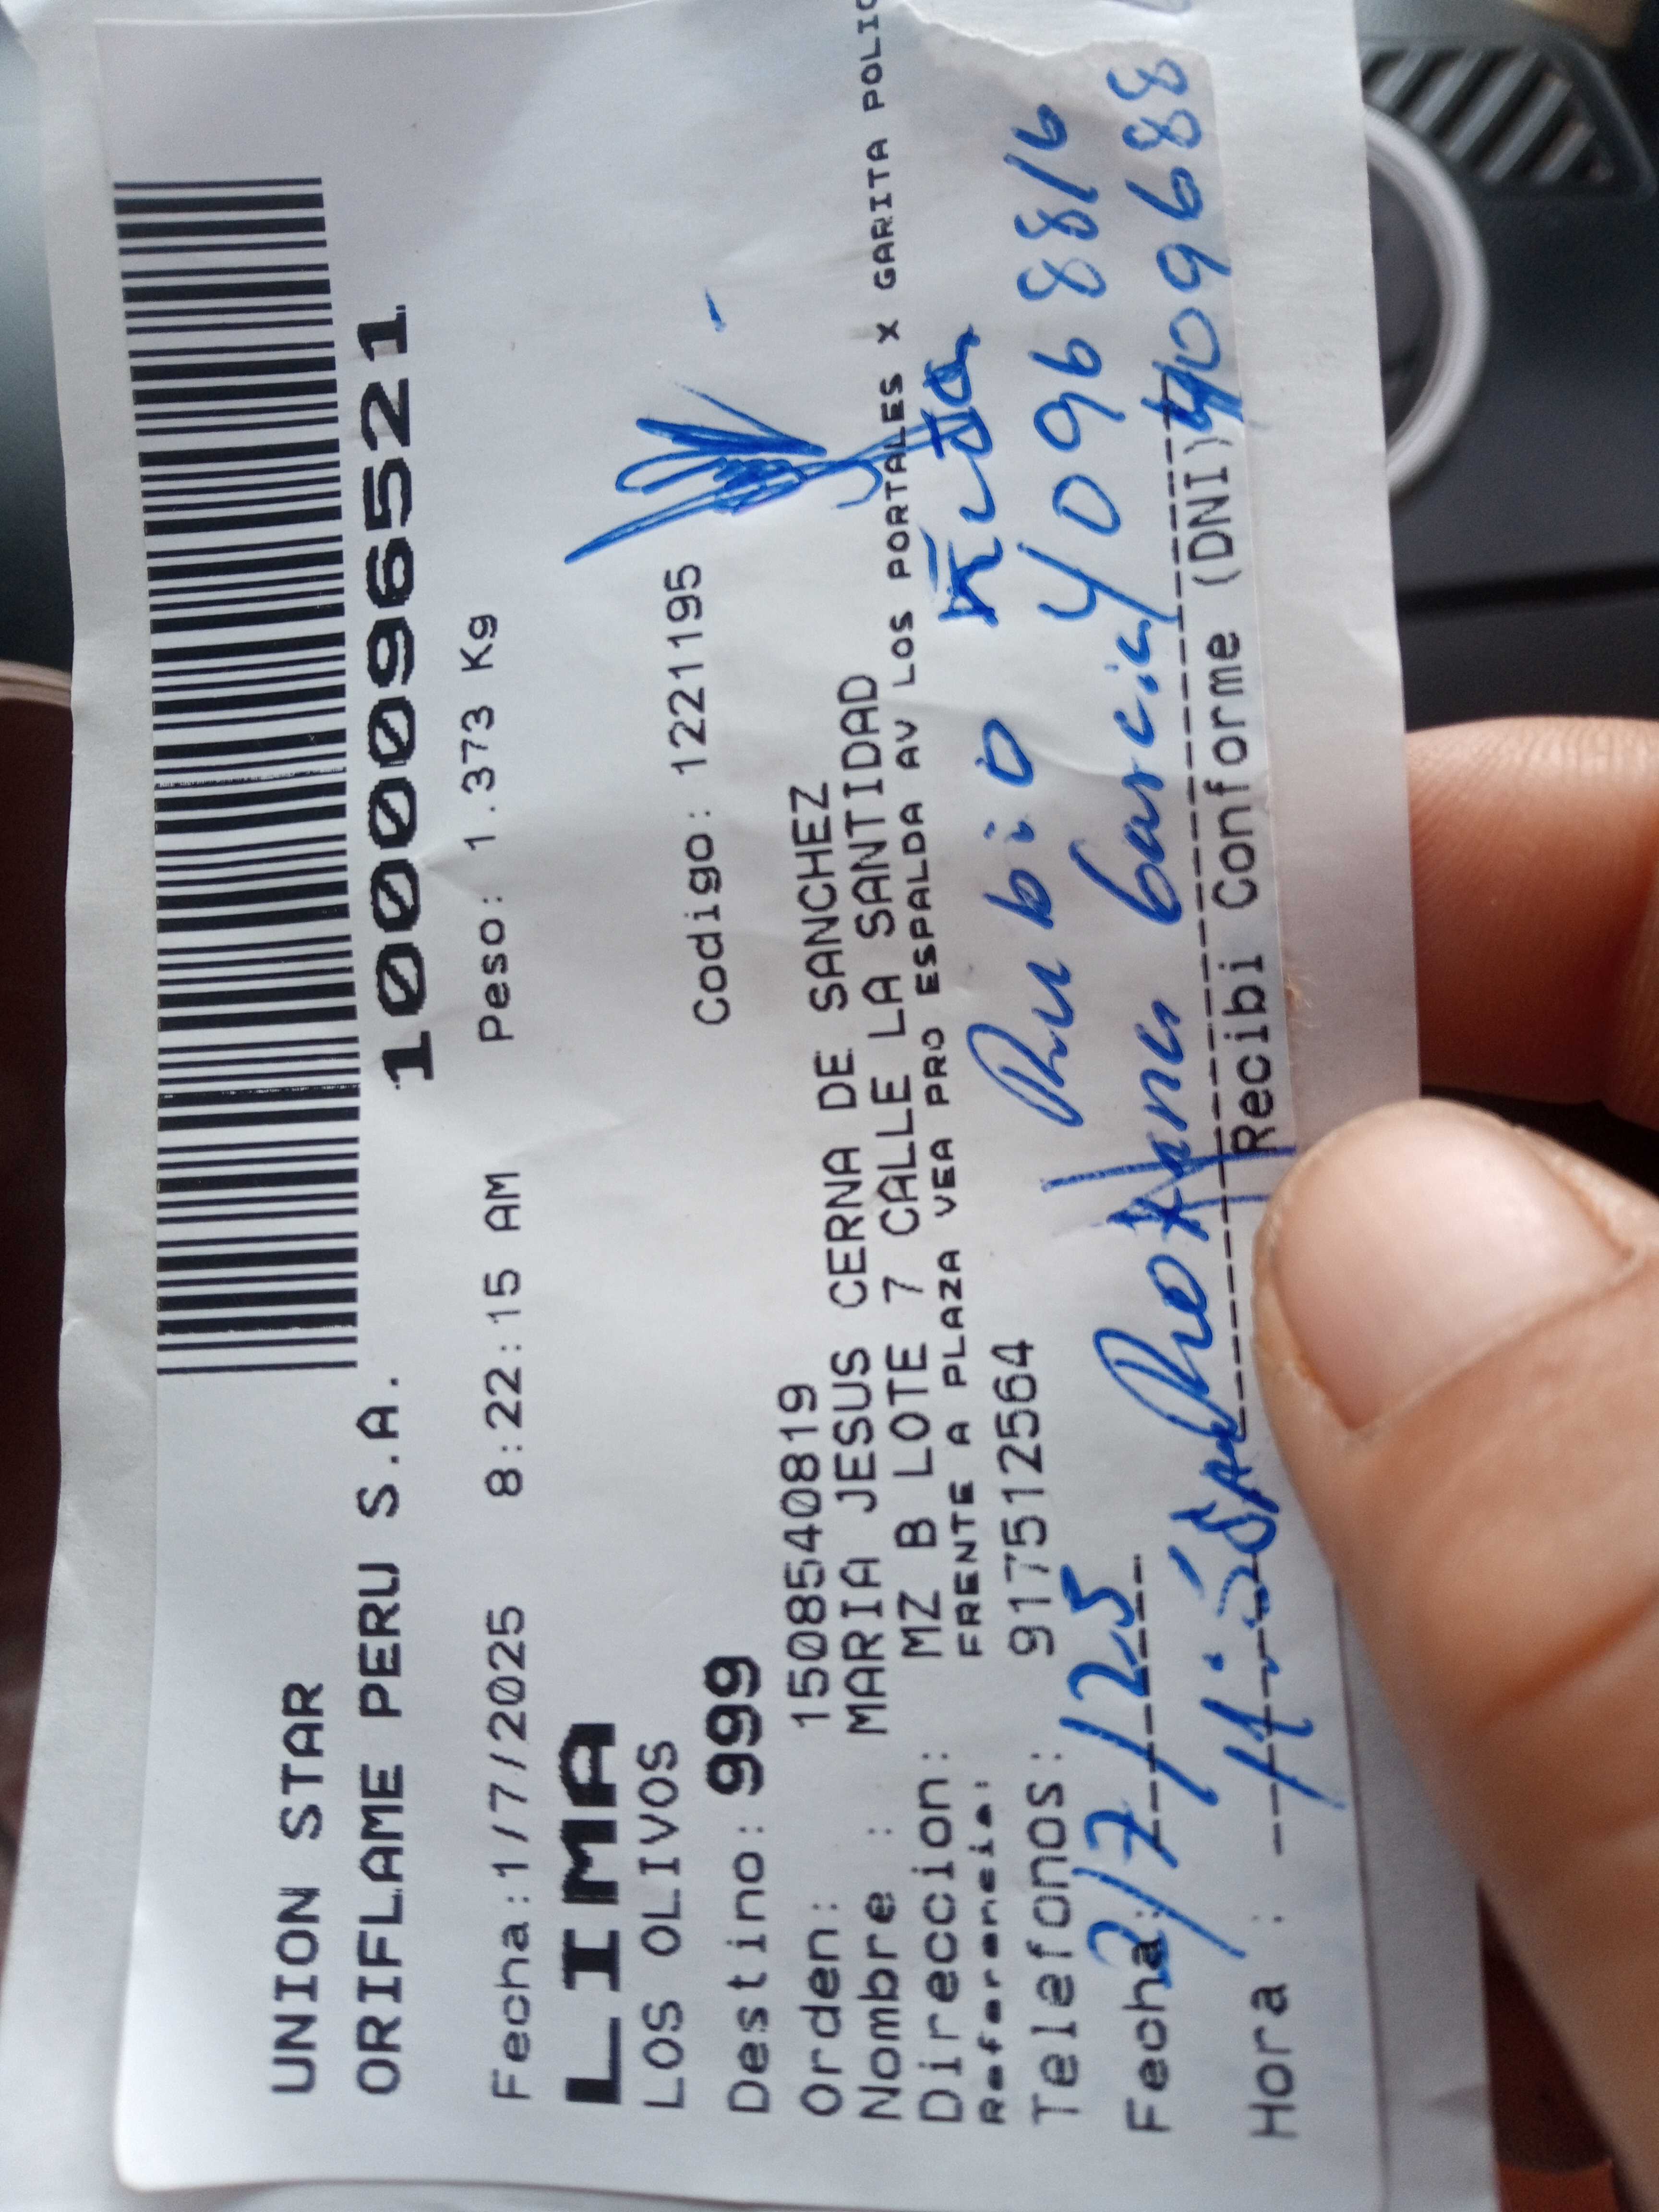 1000096521
UNION STAR
ORIFLAME PERU S.A.
Fecha:1/7/2025 8:22:15 AM Peso: 1.373 Kg
LIMA
LOS OLIVOS
Destino: 999 Codigo: 1221195
Orden: 1508540819
Nombre : MARIA JESUS CERNA DE SANCHEZ
Direccion: MZ B LOTE 7 CALLE LA SANTIDAD
Referencia: FRENTE A PLAZA VEA PRO ESPALDA AV LOS PORTALES X GARITA POLIC
Telefonos: 917512564
Rubio 40968816
Fecha: 2/7/25
Garcia 409688
Hora : 11:
Recibi Conforme (DNI)